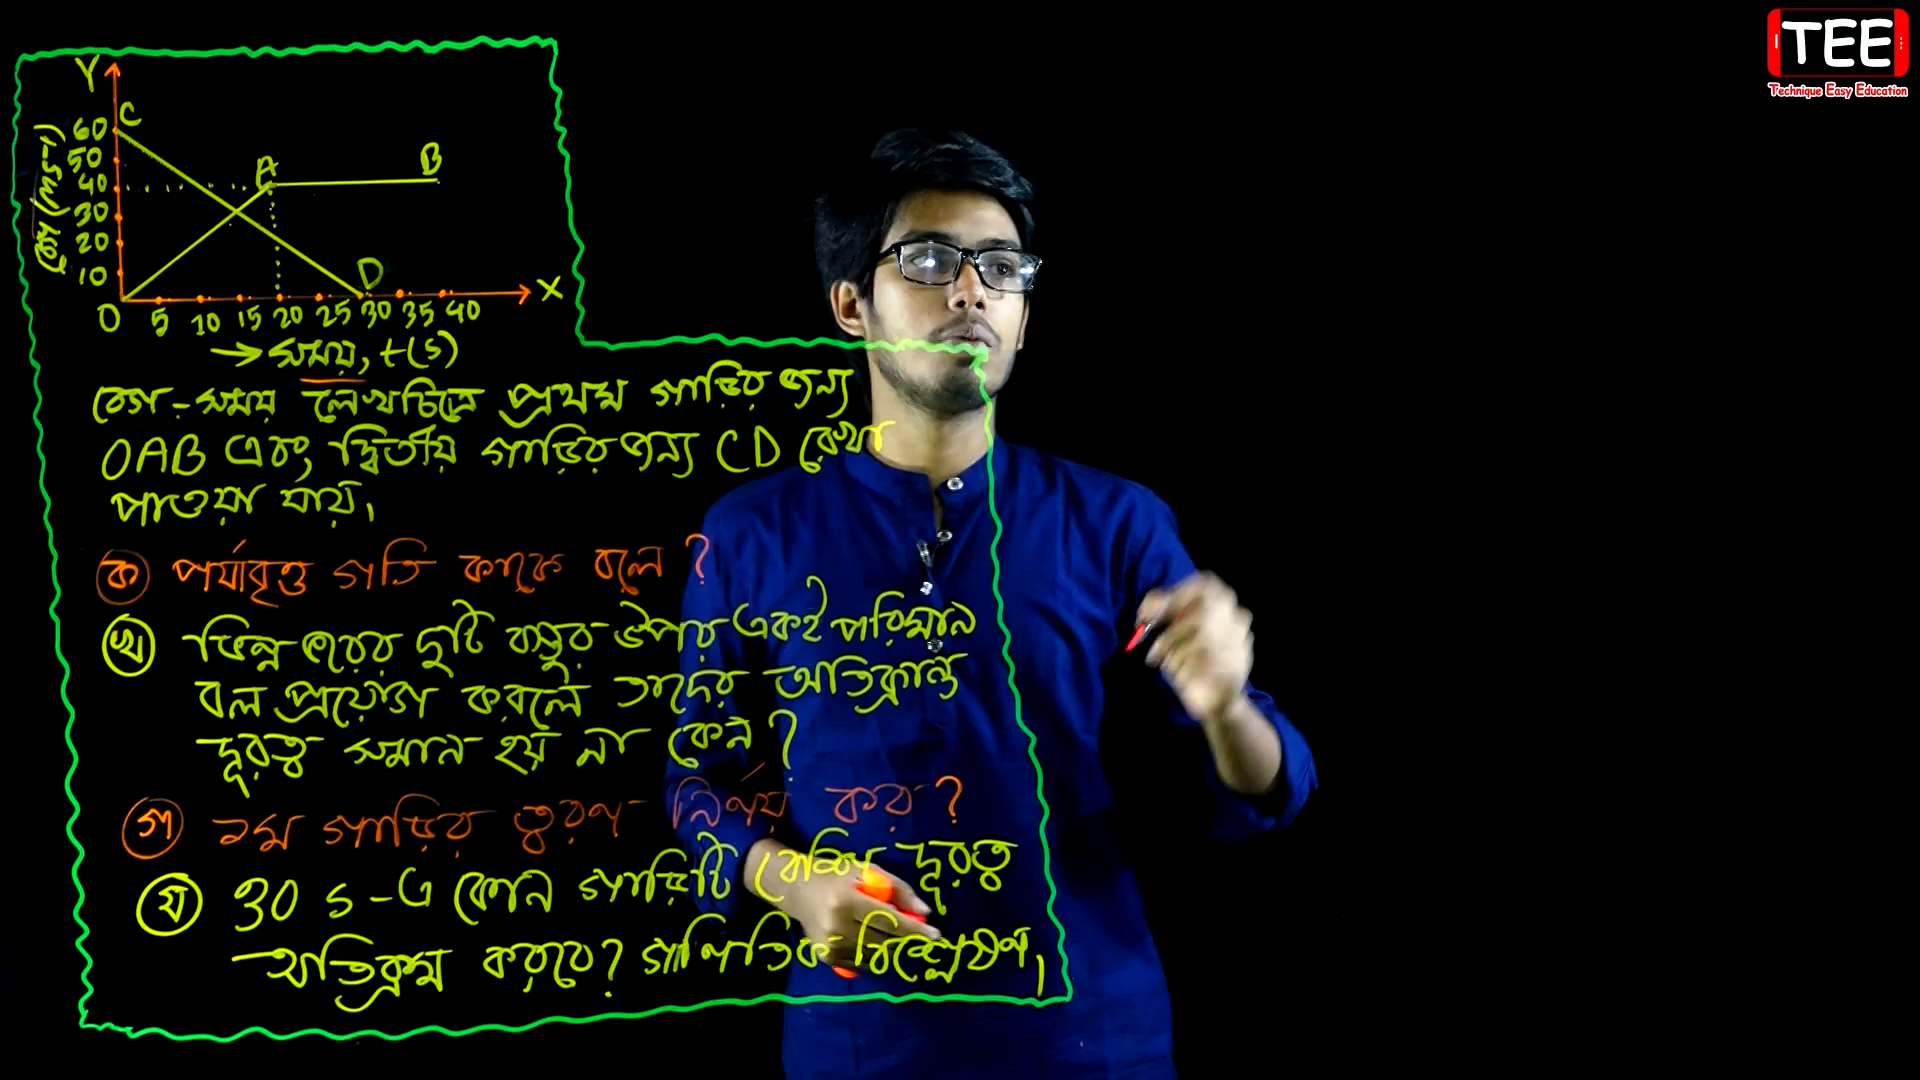 TEE
Technique Easy Education
Y
C
60
50
40
30
20
10
বেগ (ms⁻¹)
A
B
D
X
0 5 10 15 20 25 30 35 40
→ সময়, t(s)
বেগ-সময় লেখচিত্রে প্রথম গাড়ির জন্য
OAB এবং দ্বিতীয় গাড়ির জন্য CD রেখা
পাওয়া যায়।
ক পর্যাবৃত্ত গতি কাকে বলে ?
খ ভিন্ন ভরের দুটি বস্তুর উপর একই পরিমান
বল প্রয়োগ করলে তাদের অতিক্রান্ত
দূরত্ব সমান হয় না কেন ?
গ ১ম গাড়ির ত্বরণ নির্ণয় কর ?
ঘ 30 s-এ কোন গাড়িটি বেশি দূরত্ব
অতিক্রম করবে? গাণিতিক বিশ্লেষণ।